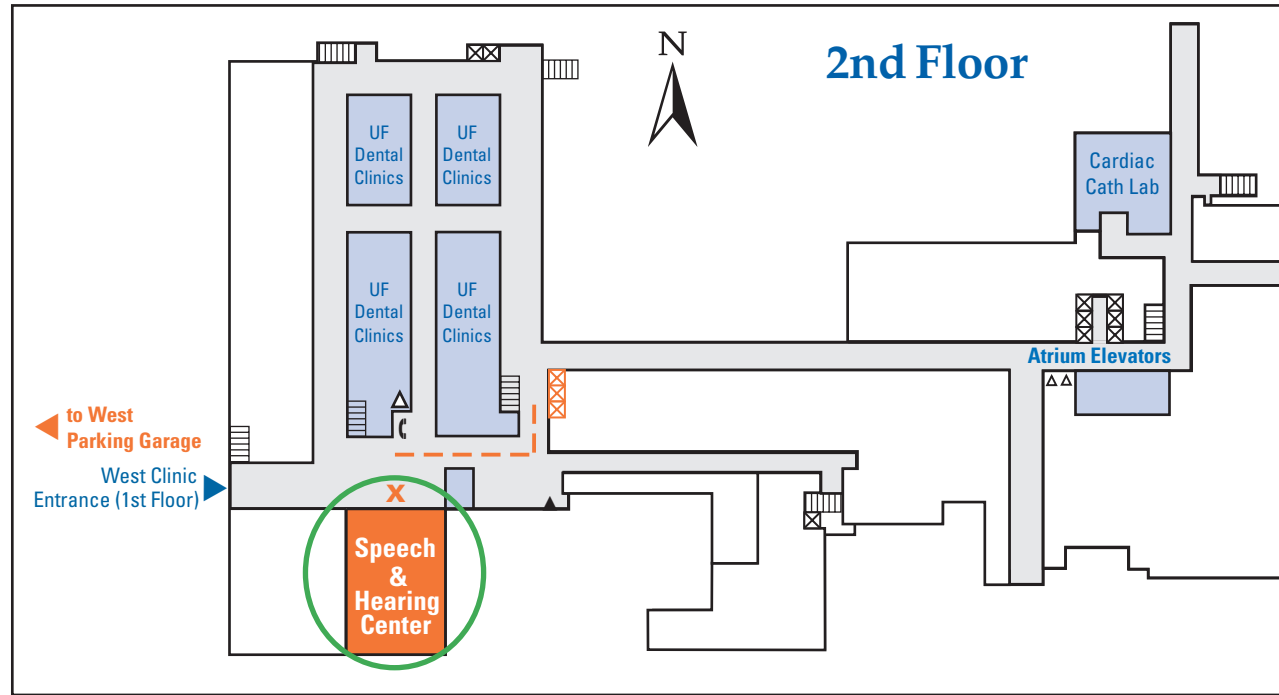 N
2nd Floor
UF
Dental
Clinics
UF
Dental
Clinics
Cardiac
Cath Lab
UF
Dental
Clinics
UF
Dental
Clinics
Atrium Elevators
to West
Parking Garage
West Clinic
Entrance (1st Floor)
x
Speech
&
Hearing
Center